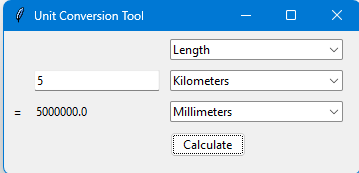 Unit Conversion Tool
Length
5 Kilometers
= 5000000.0 Millimeters
Calculate